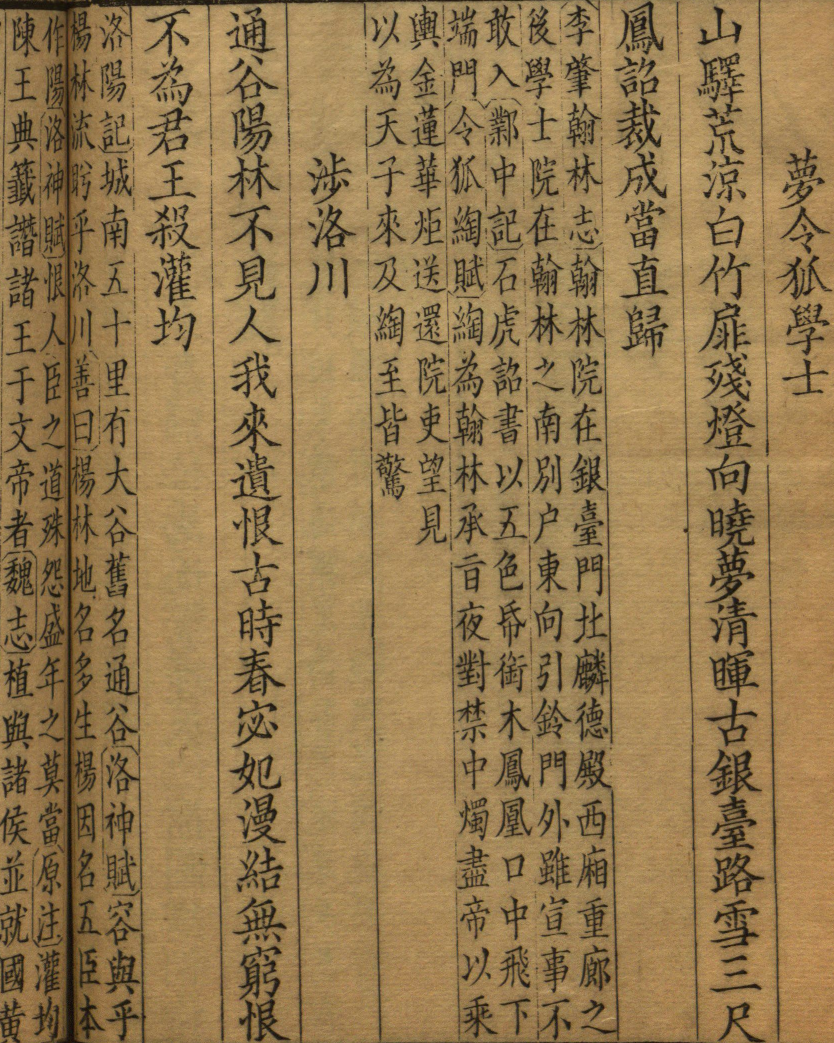 夢令狐學士
山驛荒涼白竹扉殘燈向曉夢清暉古銀臺路雪三尺
鳳詔裁成當直歸
李肇翰林志翰林院在銀臺門北麟德殿西廂重廊之
後學士院在翰林之南別户東向引鈴門外雖宣事不
敢入鄴中記石虎詔書以五色帋銜木鳳凰口中飛下
端門令狐綯賦綯為翰林承旨夜對禁中燭盡帝以乘
輿金蓮華炬送還院吏望見
以為天子來及綯至皆驚
涉洛川
通谷陽林不見人我來遺恨古時春宓妃漫結無窮恨
不為君王殺灌均
洛陽記城南五十里有大谷舊名通谷洛神賦容與乎
楊林流眄乎洛川善曰楊林地名多生楊因名五臣本
作陽洛神賦恨人臣之道殊怨盛年之莫當原注灌均
陳王典籤譖諸王于文帝者魏志植與諸侯並就國黃